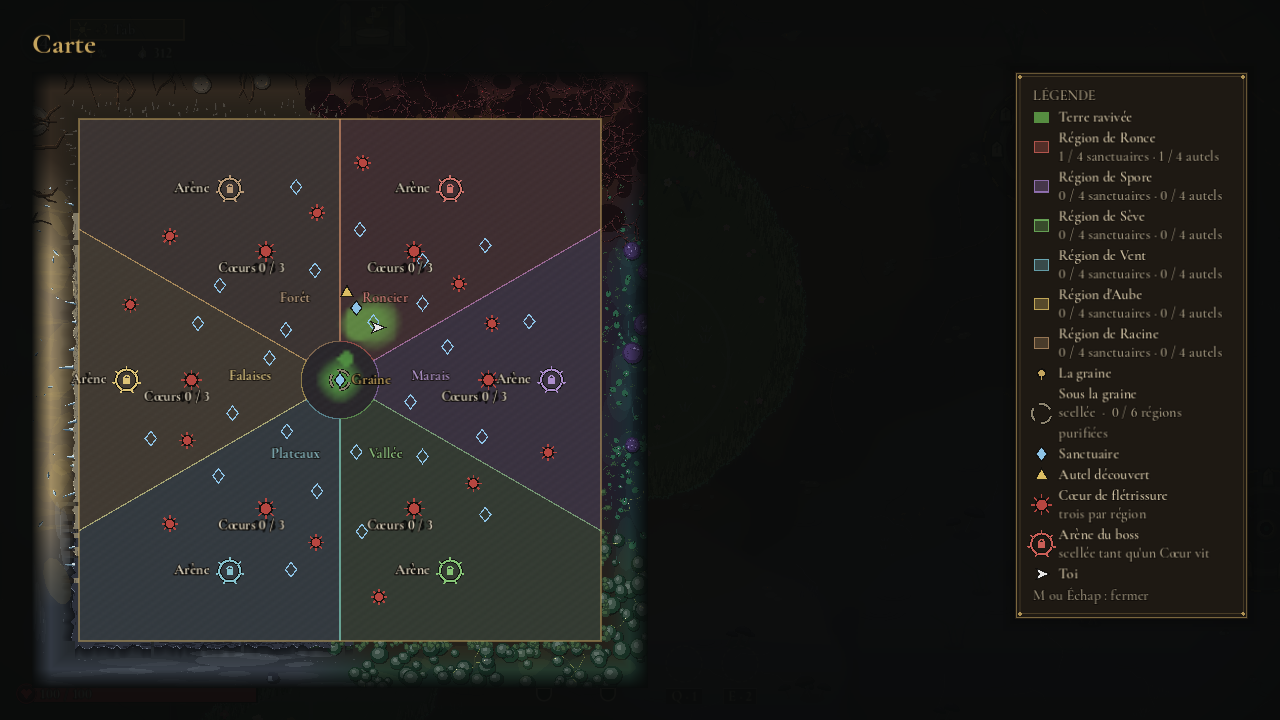 Carte
Arène
Arène
Cœurs 0 / 3
Cœurs 0 / 3
Forêt
Roncier
Arène
Falaises
Graine
Marais
Arène
Cœurs 0 / 3
Cœurs 0 / 3
Plateaux
Vallée
Cœurs 0 / 3
Cœurs 0 / 3
Arène
Arène
LÉGENDE
Terre ravivée
Région de Ronce
1 / 4 sanctuaires · 1 / 4 autels
Région de Spore
0 / 4 sanctuaires · 0 / 4 autels
Région de Sève
0 / 4 sanctuaires · 0 / 4 autels
Région de Vent
0 / 4 sanctuaires · 0 / 4 autels
Région d'Aube
0 / 4 sanctuaires · 0 / 4 autels
Région de Racine
0 / 4 sanctuaires · 0 / 4 autels
La graine
Sous la graine
scellée · 0 / 6 régions
purifiées
Sanctuaire
Autel découvert
Cœur de flétrissure
trois par région
Arène du boss
scellée tant qu'un Cœur vit
Toi
M ou Échap : fermer